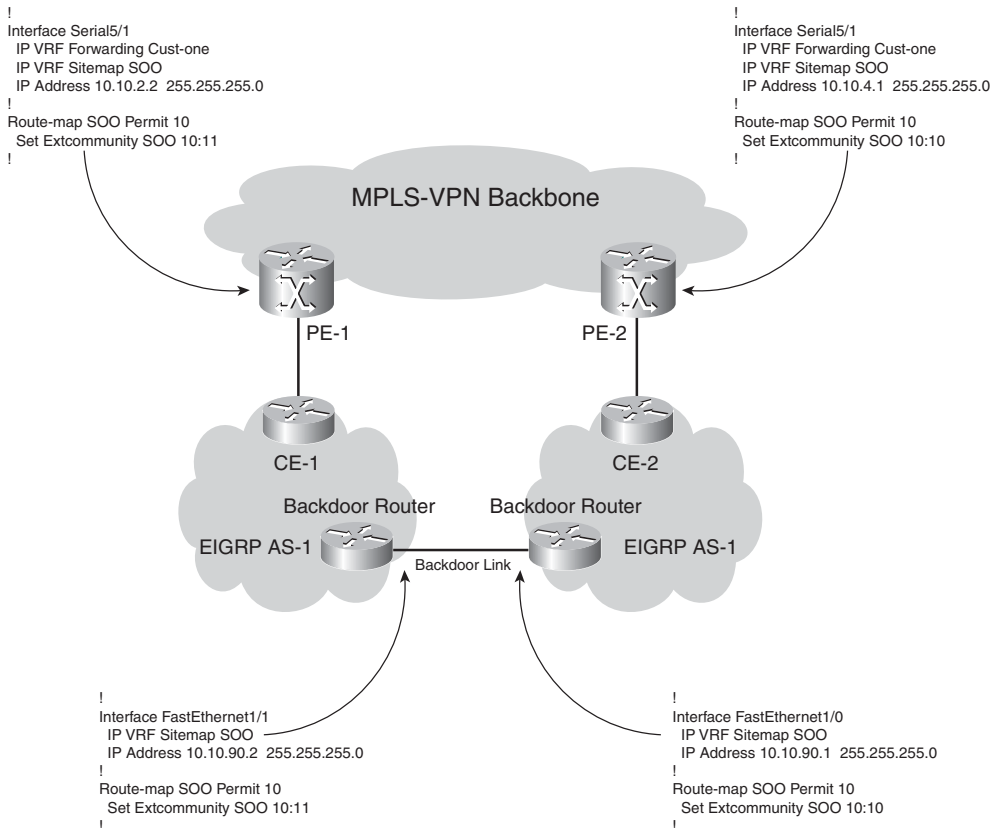 !
Interface Serial5/1
IP VRF Forwarding Cust-one
IP VRF Sitemap SOO
IP Address 10.10.2.2 255.255.255.0
!
Route-map SOO Permit 10
Set Extcommunity SOO 10:11
!
!
Interface Serial5/1
IP VRF Forwarding Cust-one
IP VRF Sitemap SOO
IP Address 10.10.4.1 255.255.255.0
!
Route-map SOO Permit 10
Set Extcommunity SOO 10:10
!
MPLS-VPN Backbone
PE-1
PE-2
CE-1
CE-2
Backdoor Router
Backdoor Router
EIGRP AS-1
EIGRP AS-1
Backdoor Link
!
Interface FastEthernet1/1
IP VRF Sitemap SOO
IP Address 10.10.90.2 255.255.255.0
!
Route-map SOO Permit 10
Set Extcommunity SOO 10:11
!
!
Interface FastEthernet1/0
IP VRF Sitemap SOO
IP Address 10.10.90.1 255.255.255.0
!
Route-map SOO Permit 10
Set Extcommunity SOO 10:10
!